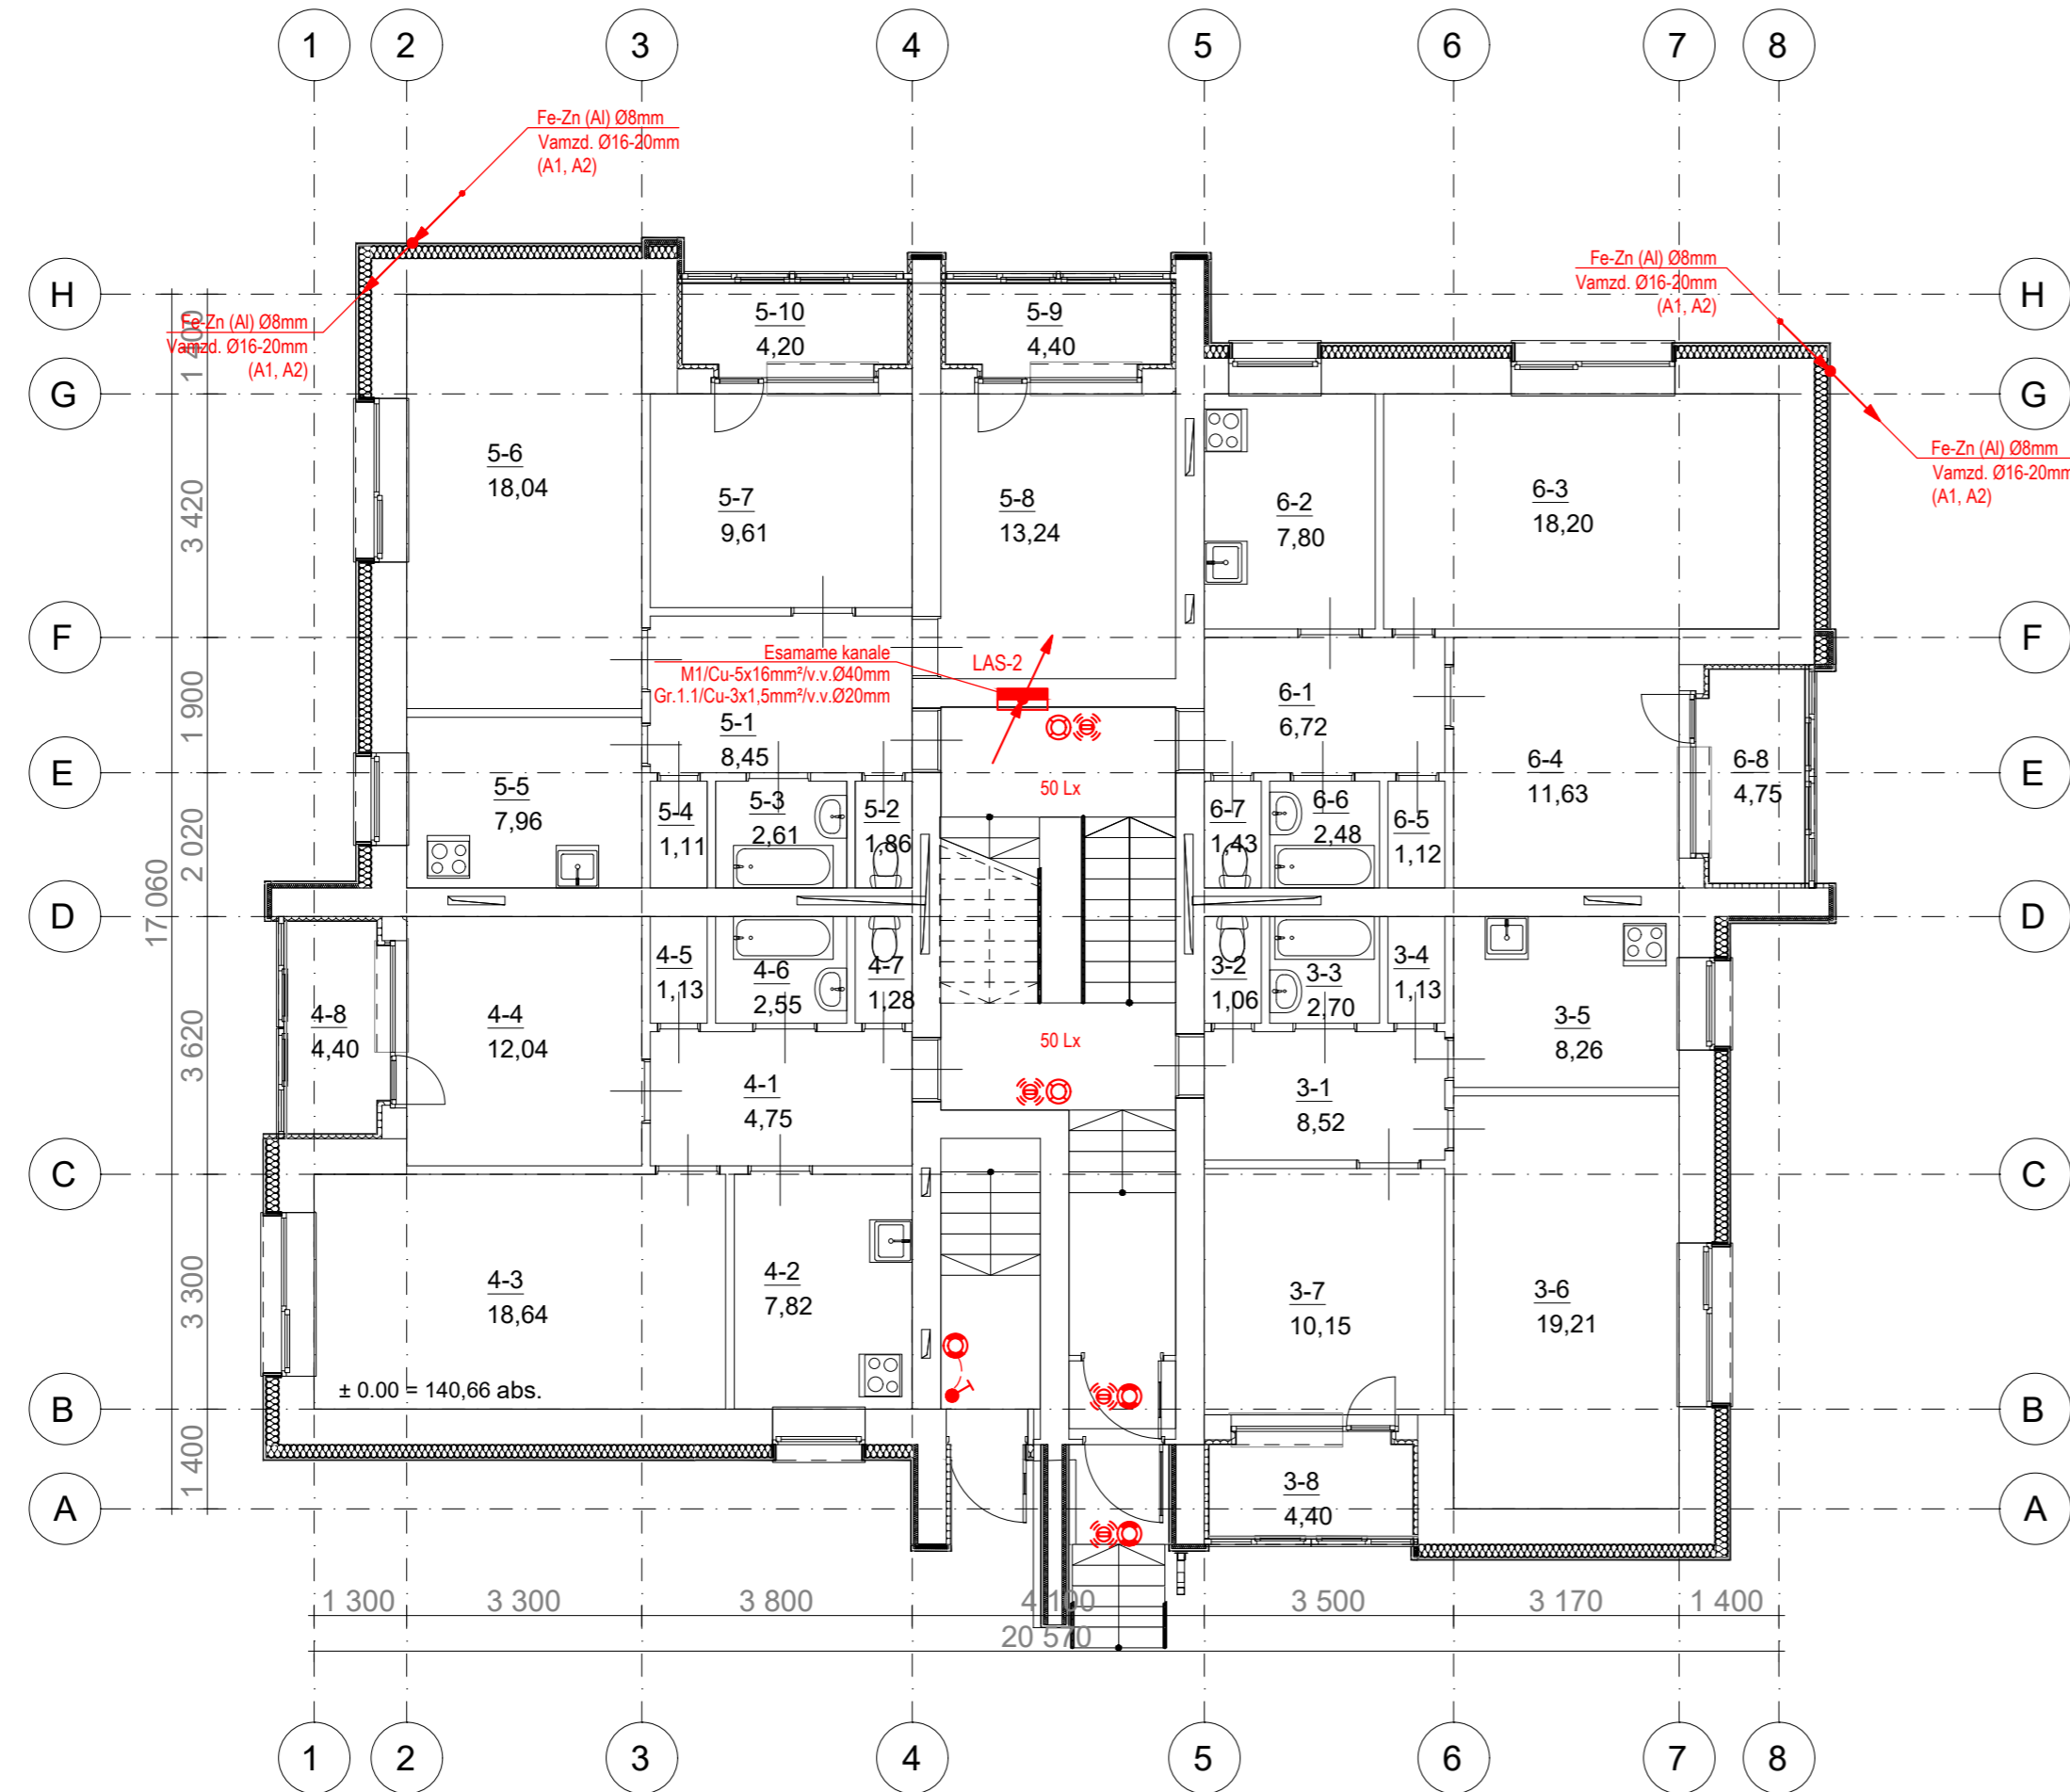 1 2 3 4 5 6 7 8
Fe-Zn (Al) Ø8mm
Vamzd. Ø16-20mm
(A1, A2)
Fe-Zn (Al) Ø8mm
Vamzd. Ø16-20mm
(A1, A2)
H
H
Fe-Zn (Al) Ø8mm
Vamzd. Ø16-20mm
(A1, A2)
5-10
4,20
5-9
4,40
1 400
G
G
Fe-Zn (Al) Ø8mm
Vamzd. Ø16-20mm
(A1, A2)
5-6
18,04
5-7
9,61
5-8
13,24
6-2
7,80
6-3
18,20
3 420
F
F
Esamame kanale
M1/Cu-5x16mm²/v.v.Ø40mm
Gr.1.1/Cu-3x1,5mm²/v.v.Ø20mm
LAS-2
5-1
8,45
6-1
6,72
1 900
E
E
6-4
11,63
6-8
4,75
50 Lx
5-5
7,96
5-4
1,11
5-3
2,61
5-2
1,86
6-7
1,43
6-6
2,48
6-5
1,12
2 020
17 060
D
D
4-8
4,40
4-4
12,04
4-5
1,13
4-6
2,55
4-7
1,28
3-2
1,06
3-3
2,70
3-4
1,13
3-5
8,26
3 620
50 Lx
4-1
4,75
3-1
8,52
C
C
4-3
18,64
4-2
7,82
3-7
10,15
3-6
19,21
3 300
± 0.00 = 140,66 abs.
B
B
3-8
4,40
1 400
A
A
1 300 3 300 3 800 4 100 3 500 3 170 1 400
20 570
1 2 3 4 5 6 7 8